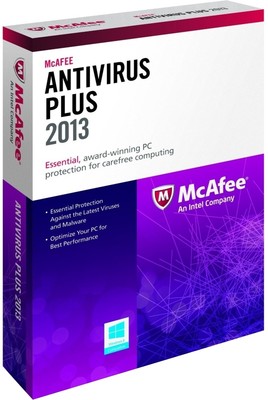 McAFEE
ANTIVIRUS
PLUS
2013
Essential, award-winning PC
protection for carefree computing
McAfee
An Intel Company
• Essential Protection
Against the Latest Viruses
and Malware
• Optimize Your PC for
Best Performance
McAfee
An Intel Company
ANTIVIRUS PLUS 2013